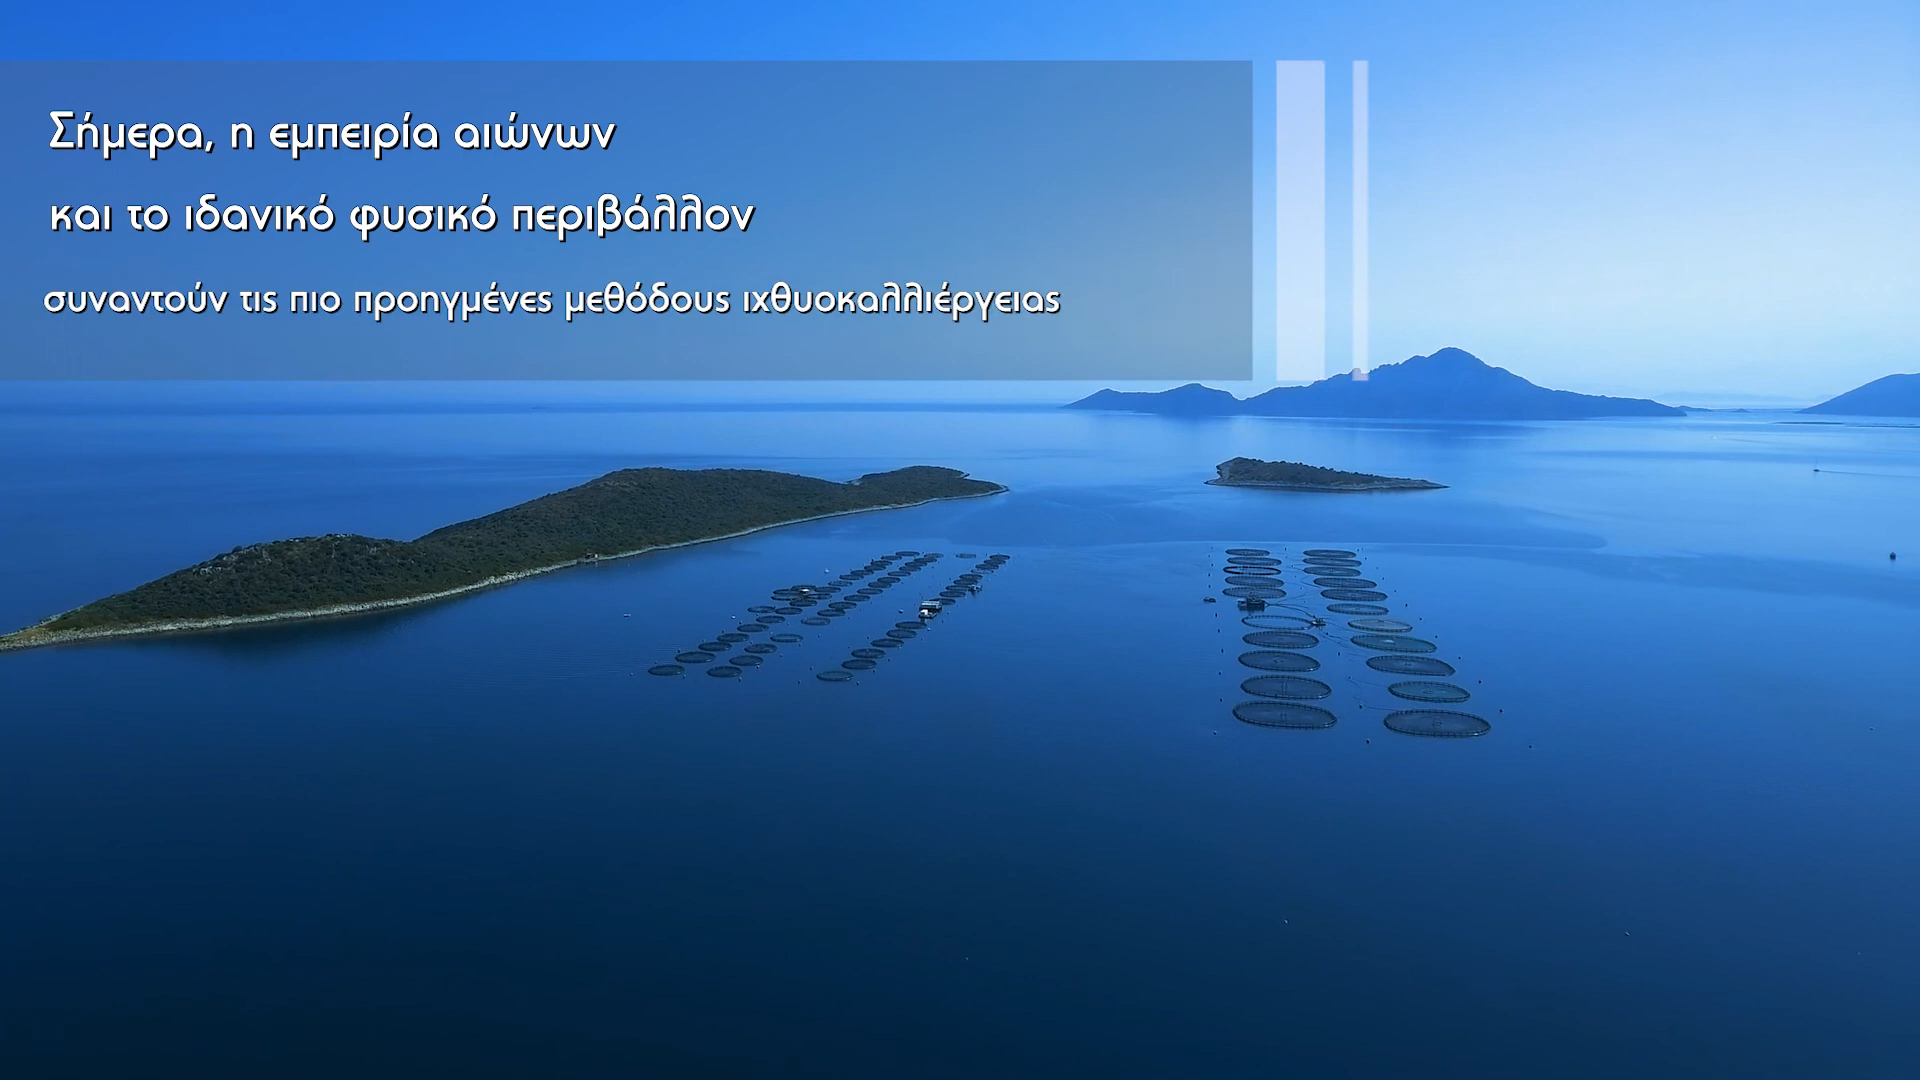 Σήμερα, η εμπειρία αιώνων
και το ιδανικό φυσικό περιβάλλον
συναντούν τις πιο προηγμένες μεθόδους ιχθυοκαλλιέργειας